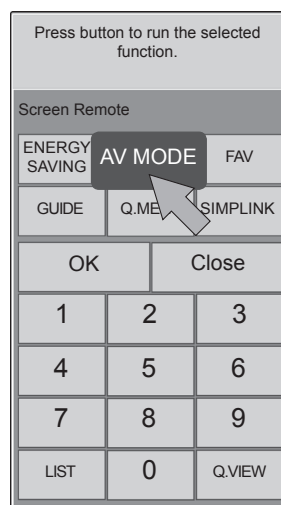 Press button to run the selected
function.
Screen Remote
ENERGY
SAVING
AV MODE
FAV
GUIDE
Q.ME
SIMPLINK
OK
Close
1
2
3
4
5
6
7
8
9
LIST
0
Q.VIEW